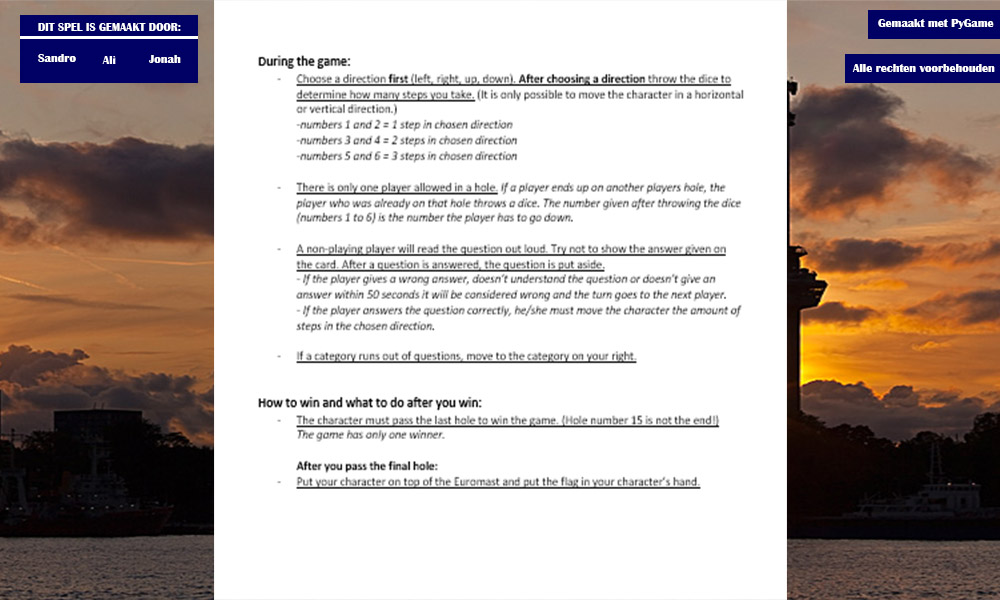 DIT SPEL IS GEMAAKT DOOR:
Sandro Ali Jonah
Gemaakt met PyGame
Alle rechten voorbehouden
During the game:
- Choose a direction first (left, right, up, down). After choosing a direction throw the dice to
determine how many steps you take. (It is only possible to move the character in a horizontal
or vertical direction.)
-numbers 1 and 2 = 1 step in chosen direction
-numbers 3 and 4 = 2 steps in chosen direction
-numbers 5 and 6 = 3 steps in chosen direction
- There is only one player allowed in a hole. If a player ends up on another players hole, the
player who was already on that hole throws a dice. The number given after throwing the dice
(numbers 1 to 6) is the number the player has to go down.
- A non-playing player will read the question out loud. Try not to show the answer given on
the card. After a question is answered, the question is put aside.
- If the player gives a wrong answer, doesn't understand the question or doesn't give an
answer within 50 seconds it will be considered wrong and the turn goes to the next player.
- If the player answers the question correctly, he/she must move the character the amount of
steps in the chosen direction.
- If a category runs out of questions, move to the category on your right.
How to win and what to do after you win:
- The character must pass the last hole to win the game. (Hole number 15 is not the end!)
The game has only one winner.
After you pass the final hole:
- Put your character on top of the Euromast and put the flag in your character's hand.